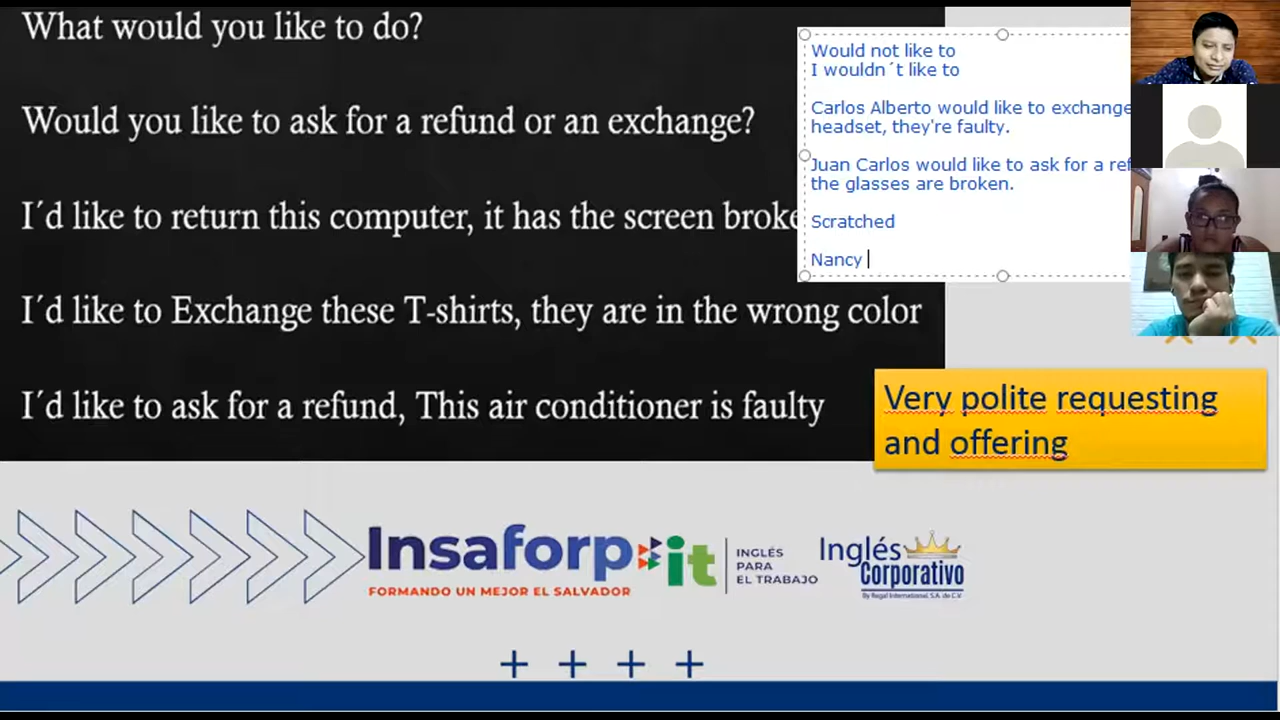 What would you like to do?
Would you like to ask for a refund or an exchange?
I´d like to return this computer, it has the screen broke
I´d like to Exchange these T-shirts, they are in the wrong color
I´d like to ask for a refund, This air conditioner is faulty
Would not like to
I wouldn´t like to
Carlos Alberto would like to exchange
headset, they're faulty.
Juan Carlos would like to ask for a ref
the glasses are broken.
Scratched
Nancy
Very polite requesting
and offering
Insaforp
FORMANDO UN MEJOR EL SALVADOR
it
INGLÉS
PARA
EL TRABAJO
Inglés
Corporativo
By Regal International, S.A. de C.V.